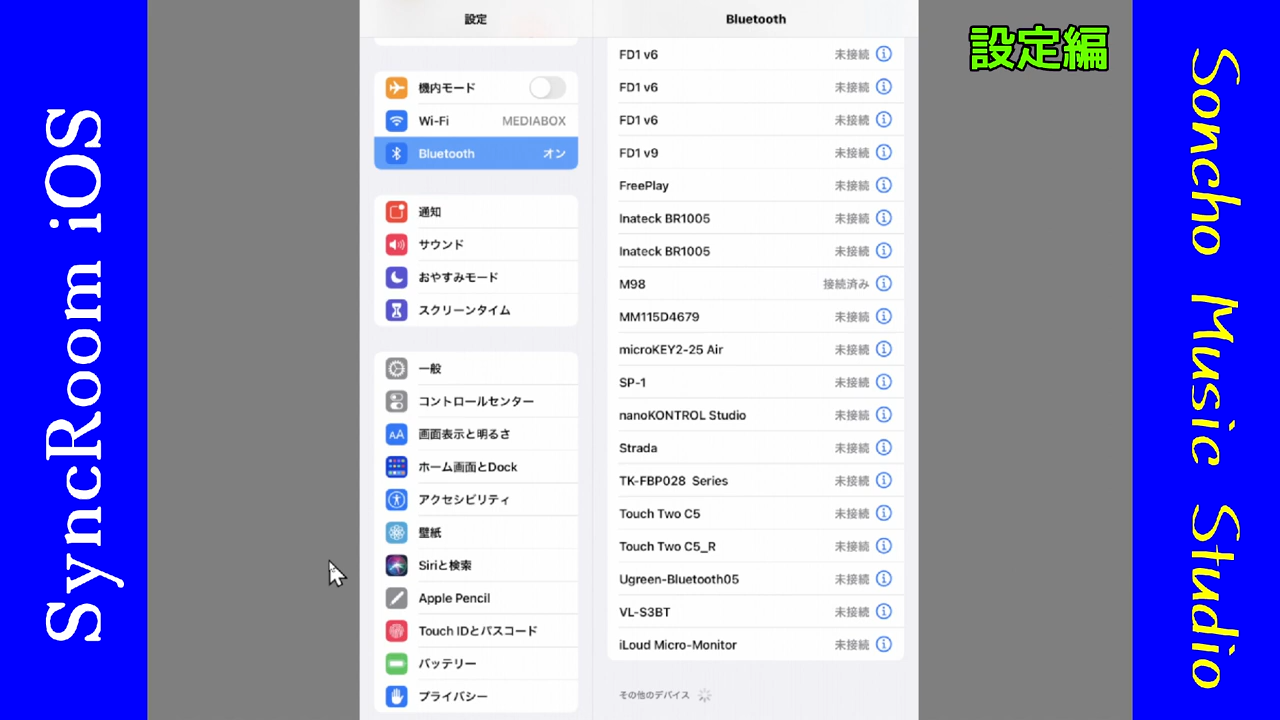 SyncRoom iOS
設定
機内モード
Wi-Fi MEDIABOX
Bluetooth オン
通知
サウンド
おやすみモード
スクリーンタイム
一般
コントロールセンター
画面表示と明るさ
ホーム画面とDock
アクセシビリティ
壁紙
Siriと検索
Apple Pencil
Touch IDとパスコード
バッテリー
プライバシー
Bluetooth
FD1 v6 未接続
FD1 v6 未接続
FD1 v6 未接続
FD1 v9 未接続
FreePlay 未接続
Inateck BR1005 未接続
Inateck BR1005 未接続
M98 接続済み
MM115D4679 未接続
microKEY2-25 Air 未接続
SP-1 未接続
nanoKONTROL Studio 未接続
Strada 未接続
TK-FBP028 Series 未接続
Touch Two C5 未接続
Touch Two C5_R 未接続
Ugreen-Bluetooth05 未接続
VL-S3BT 未接続
iLoud Micro-Monitor 未接続
その他のデバイス
設定編
Soncho Music Studio